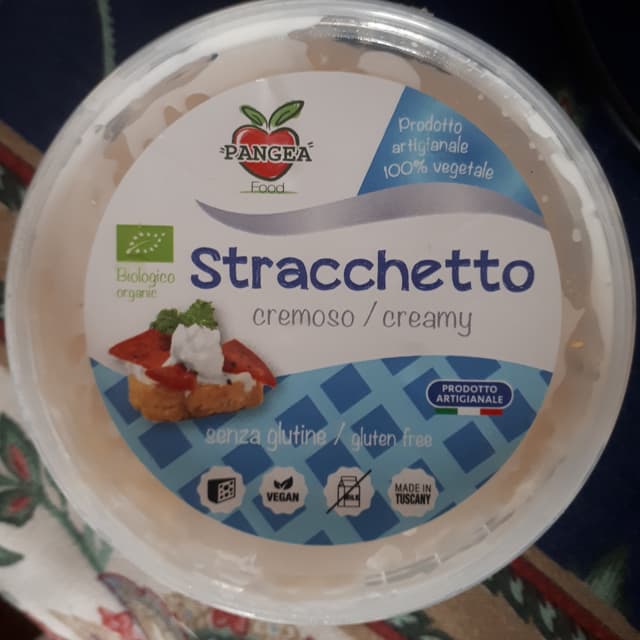 PANGEA
Food
Prodotto
artigianale
100% vegetale
Biologico
organic
Stracchetto
cremoso / creamy
PRODOTTO
ARTIGIANALE
senza glutine / gluten free
VEGAN
MILK
MADE IN
TUSCANY